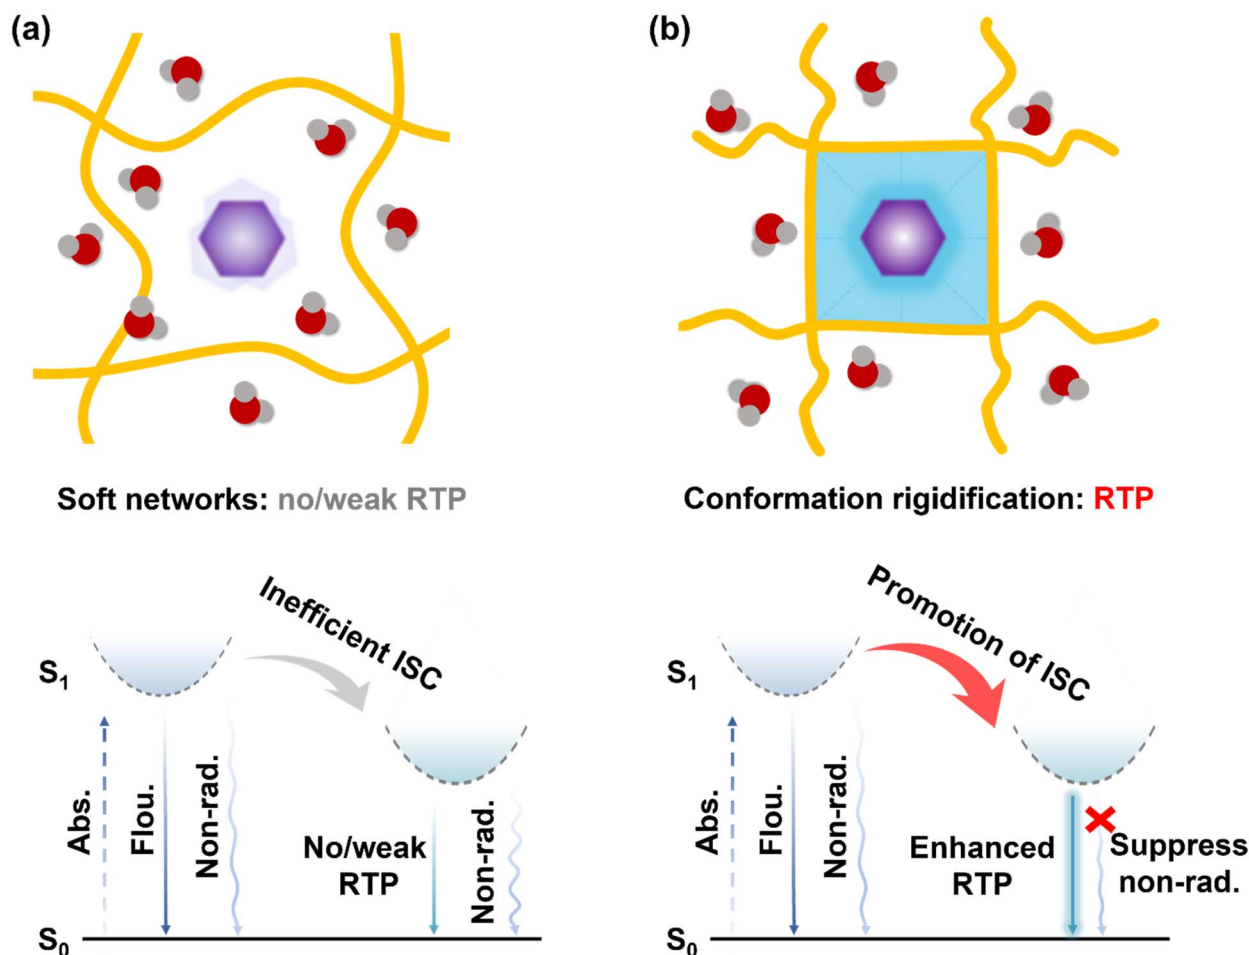 (a)
(b)
Soft networks: no/weak RTP
Conformation rigidification: RTP
Inefficient ISC
S1
Abs.
Flou.
Non-rad.
No/weak
RTP
Non-rad.
S0
Promotion of ISC
S1
Abs.
Flou.
Non-rad.
Enhanced
RTP
Suppress
non-rad.
S0